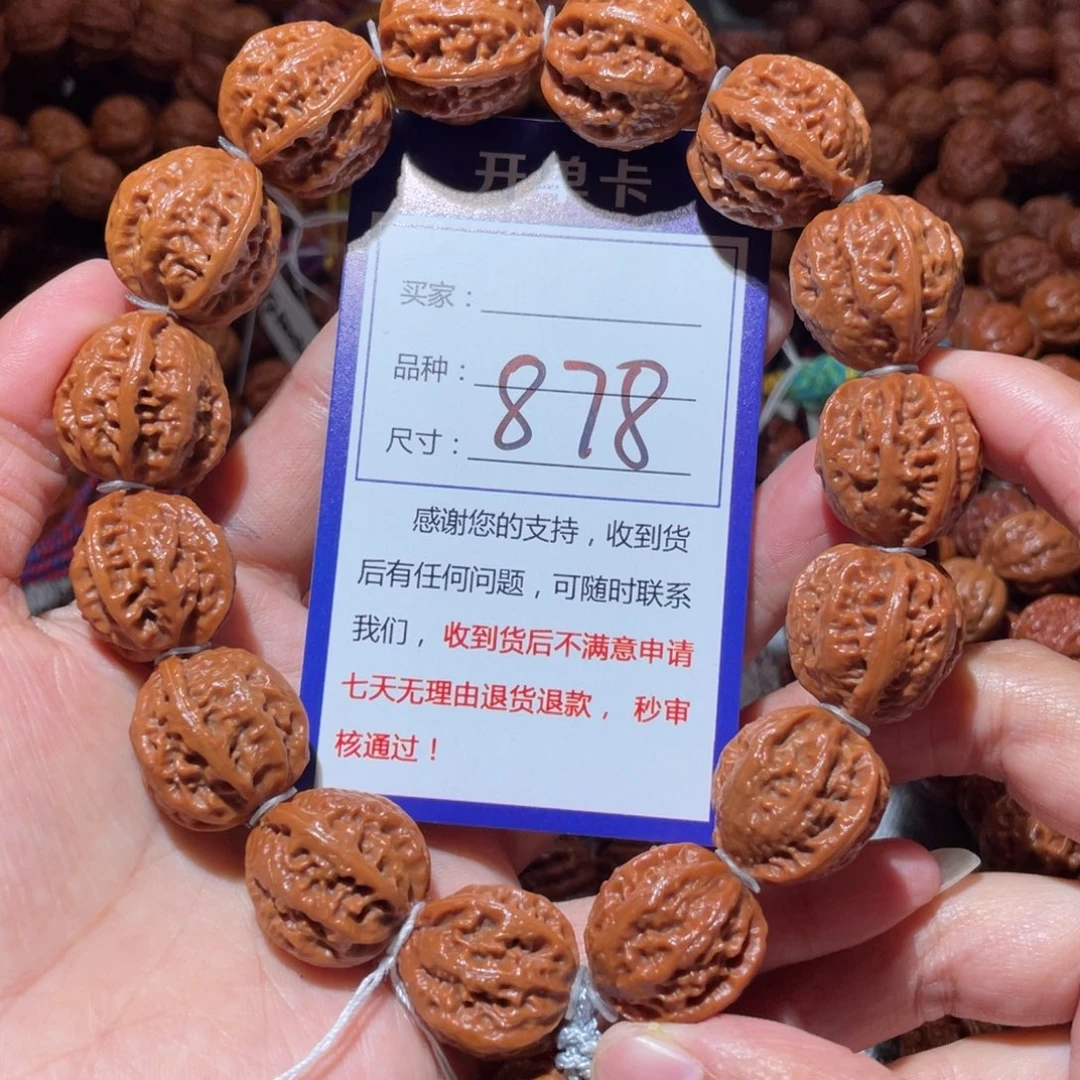 开单卡
买家：
品种：
尺寸：
878
感谢您的支持，收到货
后有任何问题，可随时联系
我们，收到货后不满意申请
七天无理由退货退款，秒审
核通过！